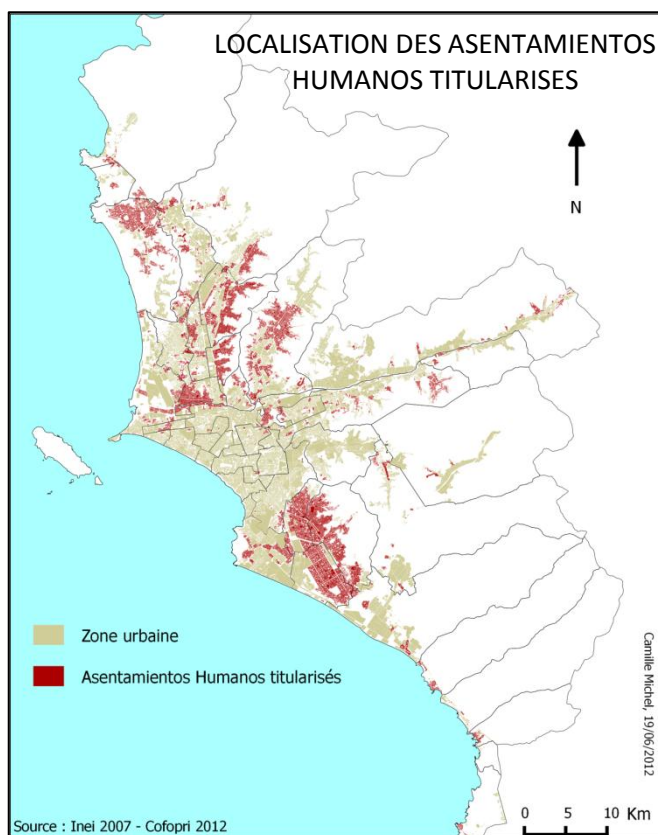 LOCALISATION DES ASENTAMIENTOS
HUMANOS TITULARISES
N
Zone urbaine
Asentamientos Humanos titularisés
Camille Michel, 19/06/2012
0 5 10 Km
Source : Inei 2007 - Cofopri 2012